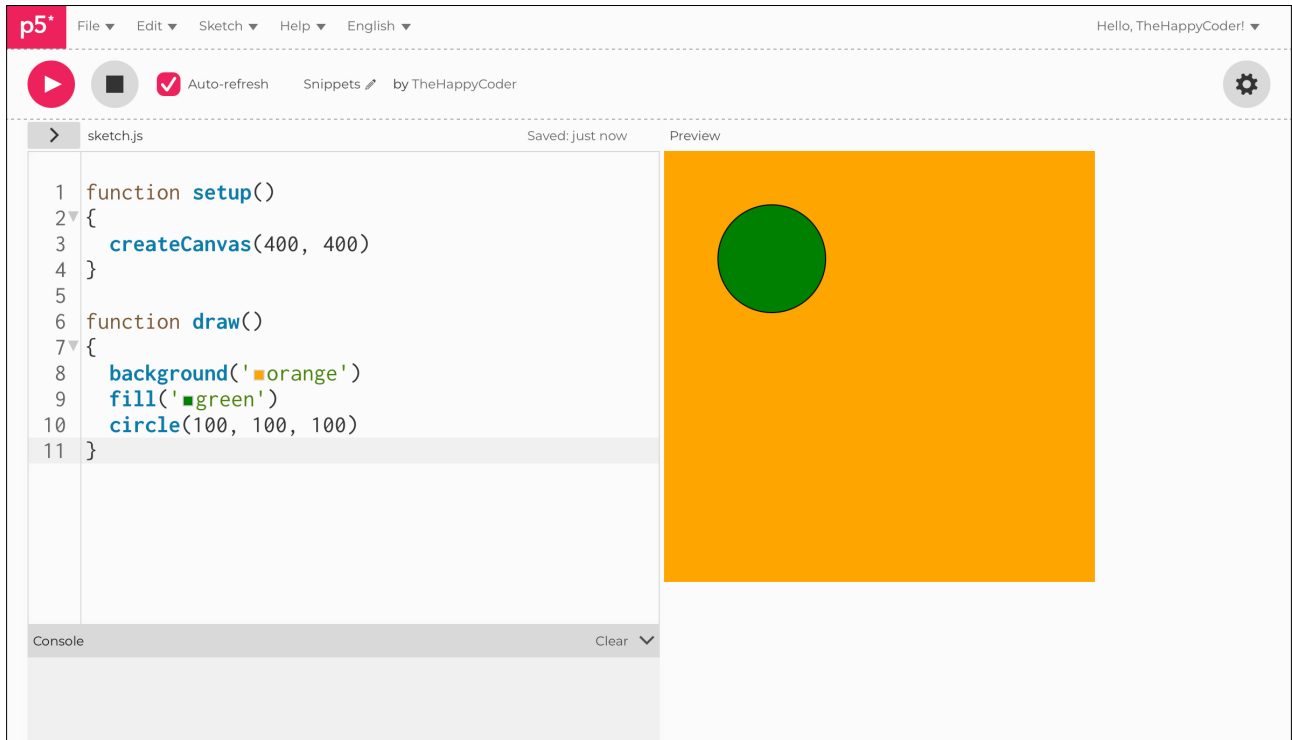 p5* File Edit Sketch Help English Hello, TheHappyCoder!
Auto-refresh Snippets by TheHappyCoder
sketch.js Saved: just now Preview
1 function setup()
2 {
3 createCanvas(400, 400)
4 }
5
6 function draw()
7 {
8 background('orange')
9 fill('green')
10 circle(100, 100, 100)
11 }
Console Clear